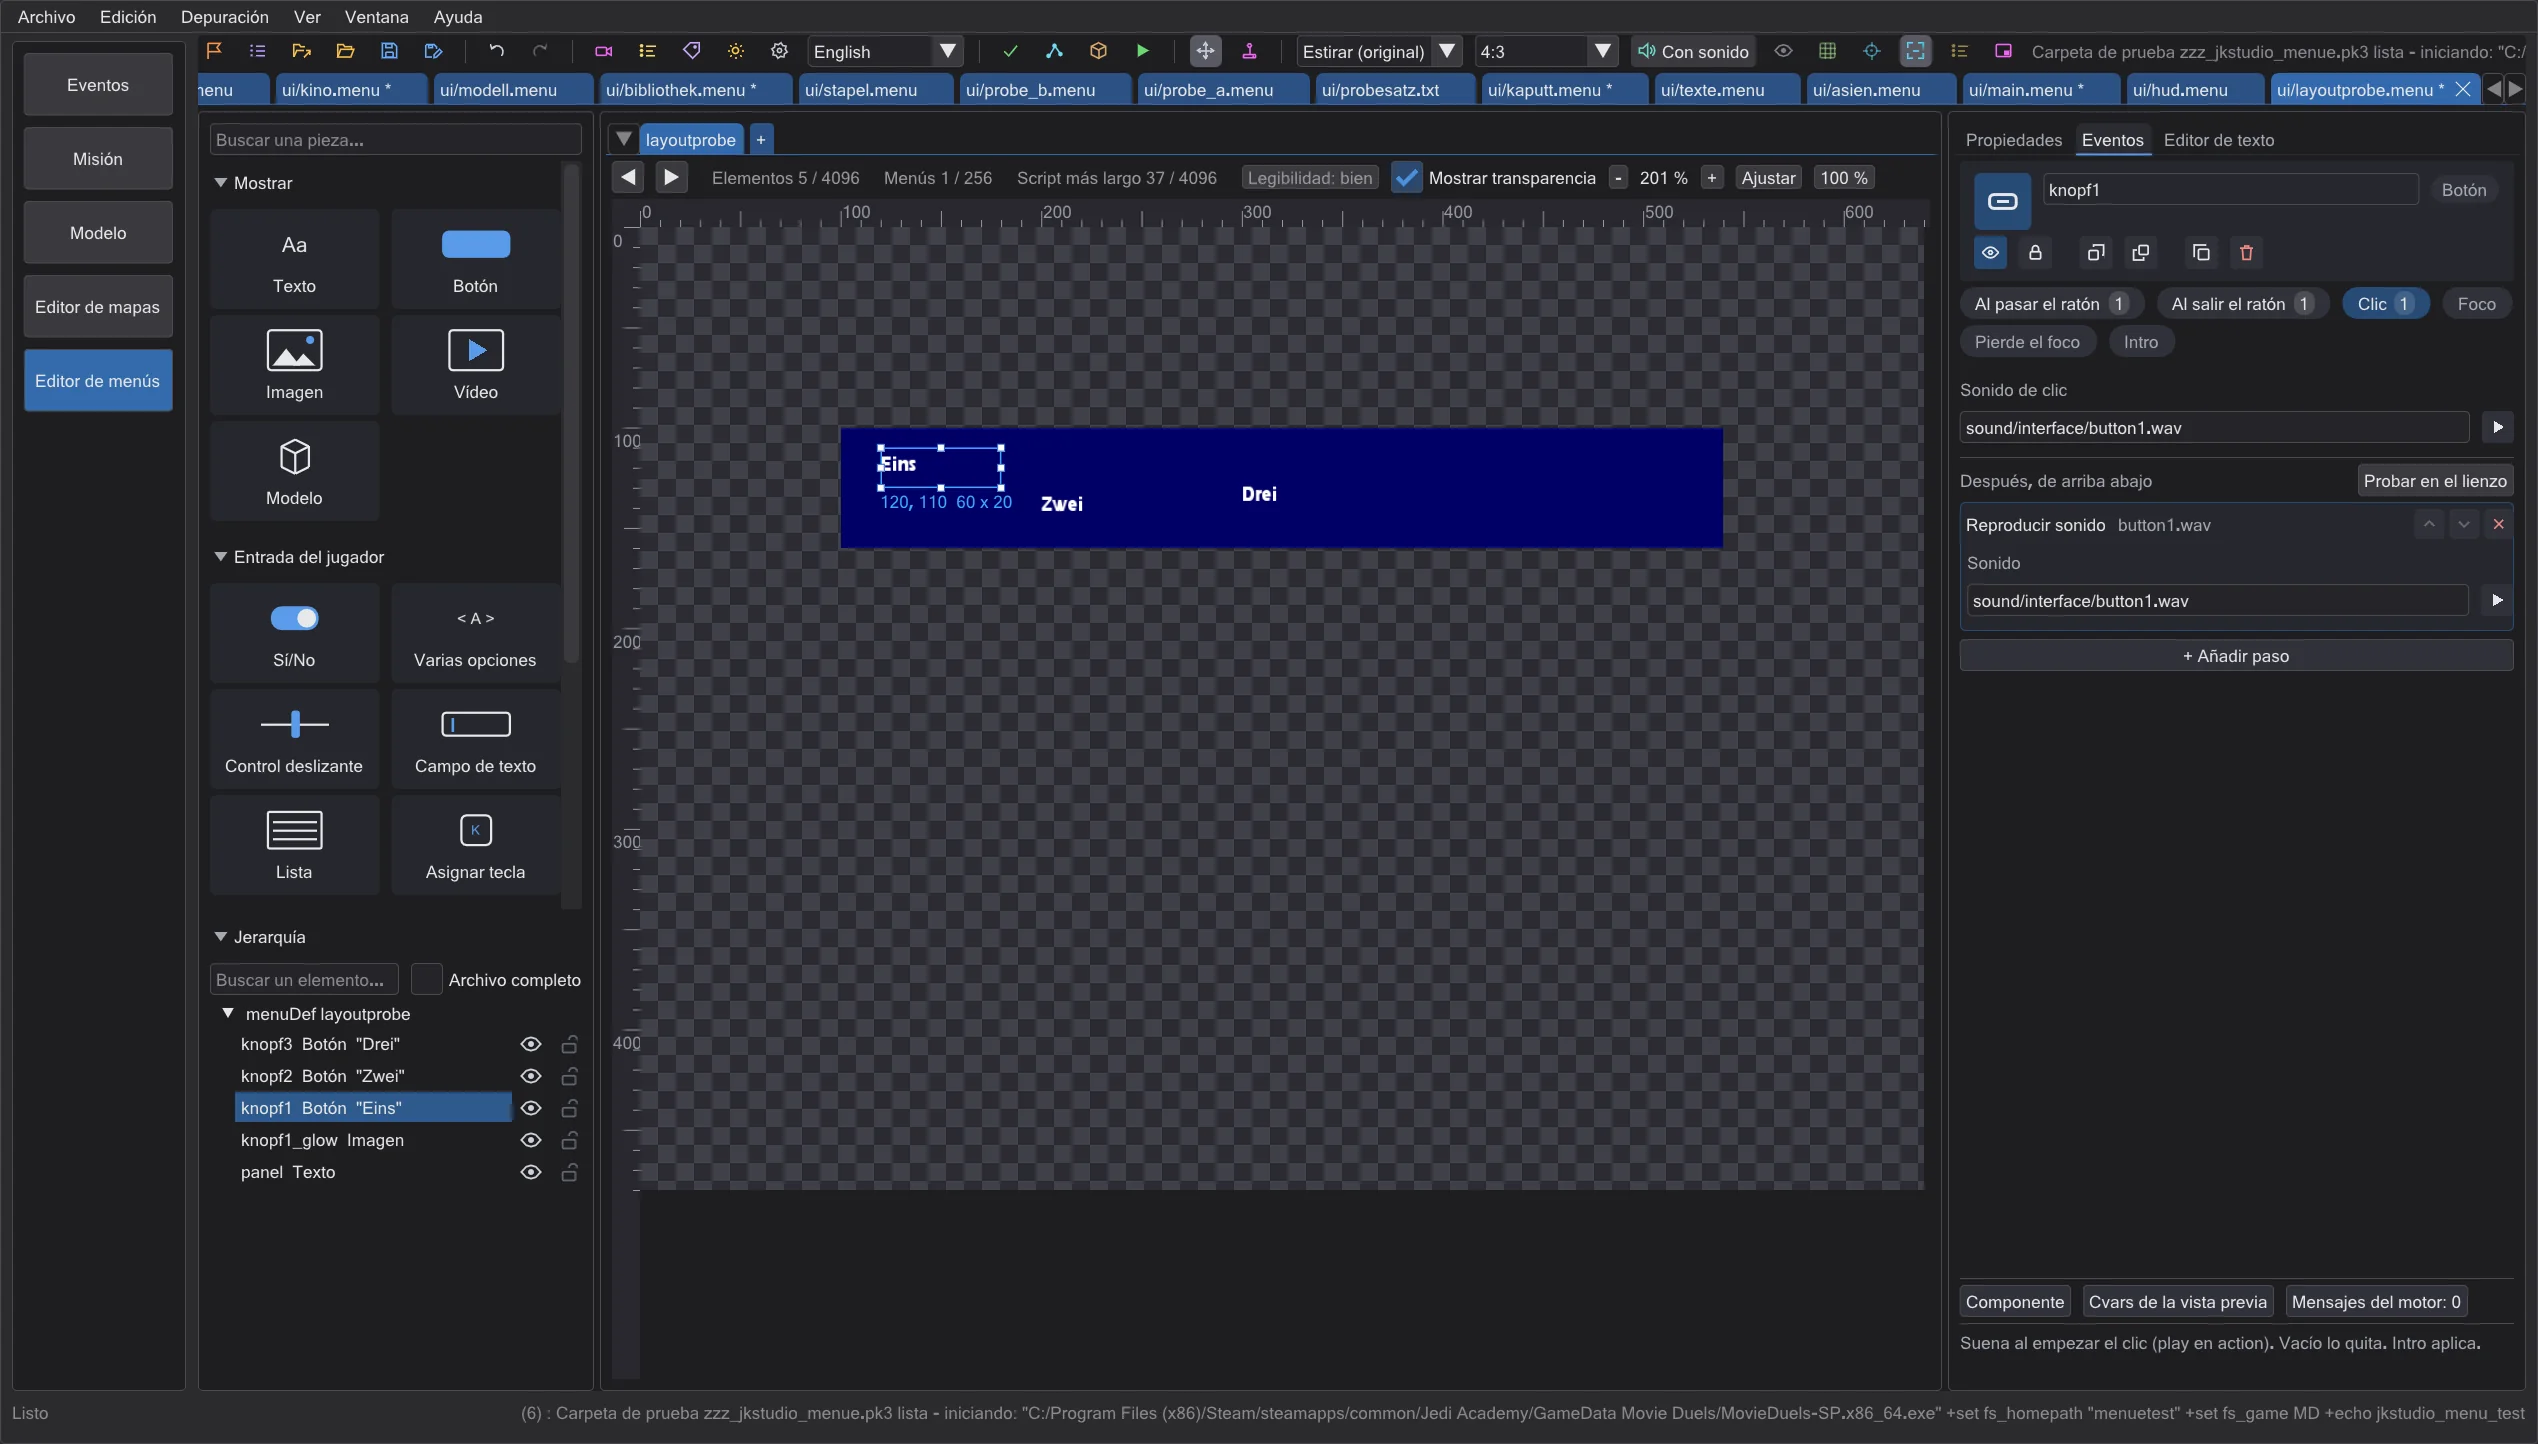 Archivo Edición Depuración Ver Ventana Ayuda
English
Estirar (original)
4:3
Con sonido
Carpeta de prueba zzz_jkstudio_menue.pk3 lista - iniciando: "C:/
Eventos
Misión
Modelo
Editor de mapas
Editor de menús
enu
ui/kino.menu *
ui/modell.menu
ui/bibliothek.menu *
ui/stapel.menu
ui/probe_b.menu
ui/probe_a.menu
ui/probesatz.txt
ui/kaputt.menu *
ui/texte.menu
ui/asien.menu
ui/main.menu *
ui/hud.menu
ui/layoutprobe.menu *
Buscar una pieza...
Mostrar
Aa
Texto
Botón
Imagen
Vídeo
Modelo
Entrada del jugador
Sí/No
< A >
Varias opciones
Control deslizante
Campo de texto
Lista
K
Asignar tecla
Jerarquía
Buscar un elemento...
Archivo completo
menuDef layoutprobe
knopf3 Botón "Drei"
knopf2 Botón "Zwei"
knopf1 Botón "Eins"
knopf1_glow Imagen
panel Texto
layoutprobe
+
Elementos 5 / 4096 Menús 1 / 256 Script más largo 37 / 4096
Legibilidad: bien
Mostrar transparencia
- 201 % +
Ajustar
100 %
0 100 200 300 400 500 600
0
100
200
300
400
Eins
120, 110 60 x 20
Zwei
Drei
Propiedades Eventos Editor de texto
knopf1
Botón
Al pasar el ratón 1
Al salir el ratón 1
Clic 1
Foco
Pierde el foco
Intro
Sonido de clic
sound/interface/button1.wav
Después, de arriba abajo
Probar en el lienzo
Reproducir sonido button1.wav
Sonido
sound/interface/button1.wav
+ Añadir paso
Componente
Cvars de la vista previa
Mensajes del motor: 0
Suena al empezar el clic (play en action). Vacío lo quita. Intro aplica.
Listo
(6) : Carpeta de prueba zzz_jkstudio_menue.pk3 lista - iniciando: "C:/Program Files (x86)/Steam/steamapps/common/Jedi Academy/GameData Movie Duels/MovieDuels-SP.x86_64.exe" +set fs_homepath "menuetest" +set fs_game MD +echo jkstudio_menu_test